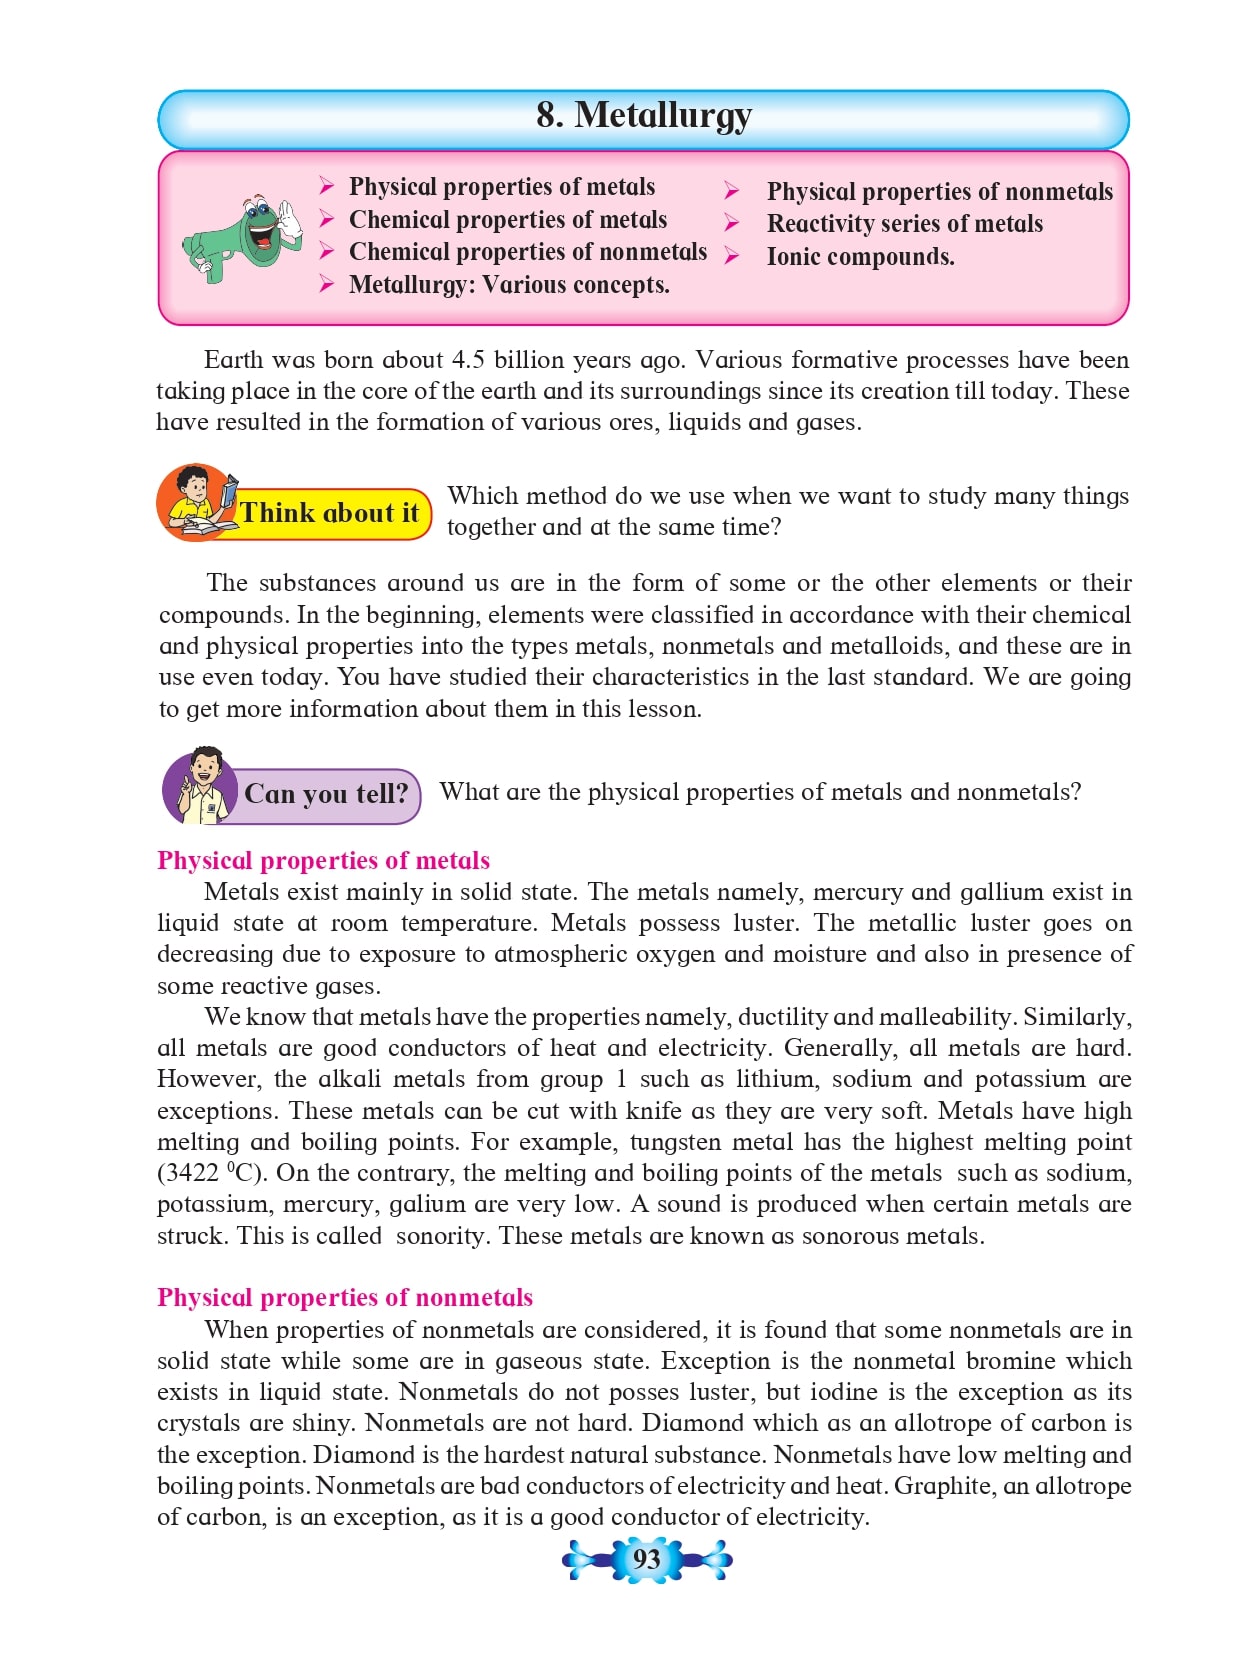 8. Metallurgy
Physical properties of metals
Chemical properties of metals
Chemical properties of nonmetals
Metallurgy: Various concepts.
Physical properties of nonmetals
Reactivity series of metals
Ionic compounds.
Earth was born about 4.5 billion years ago. Various formative processes have been
taking place in the core of the earth and its surroundings since its creation till today. These
have resulted in the formation of various ores, liquids and gases.
Think about it
Which method do we use when we want to study many things
together and at the same time?
The substances around us are in the form of some or the other elements or their
compounds. In the beginning, elements were classified in accordance with their chemical
and physical properties into the types metals, nonmetals and metalloids, and these are in
use even today. You have studied their characteristics in the last standard. We are going
to get more information about them in this lesson.
Can you tell?
What are the physical properties of metals and nonmetals?
Physical properties of metals
Metals exist mainly in solid state. The metals namely, mercury and gallium exist in
liquid state at room temperature. Metals possess luster. The metallic luster goes on
decreasing due to exposure to atmospheric oxygen and moisture and also in presence of
some reactive gases.
We know that metals have the properties namely, ductility and malleability. Similarly,
all metals are good conductors of heat and electricity. Generally, all metals are hard.
However, the alkali metals from group 1 such as lithium, sodium and potassium are
exceptions. These metals can be cut with knife as they are very soft. Metals have high
melting and boiling points. For example, tungsten metal has the highest melting point
(3422 ⁰C). On the contrary, the melting and boiling points of the metals such as sodium,
potassium, mercury, galium are very low. A sound is produced when certain metals are
struck. This is called sonority. These metals are known as sonorous metals.
Physical properties of nonmetals
When properties of nonmetals are considered, it is found that some nonmetals are in
solid state while some are in gaseous state. Exception is the nonmetal bromine which
exists in liquid state. Nonmetals do not posses luster, but iodine is the exception as its
crystals are shiny. Nonmetals are not hard. Diamond which as an allotrope of carbon is
the exception. Diamond is the hardest natural substance. Nonmetals have low melting and
boiling points. Nonmetals are bad conductors of electricity and heat. Graphite, an allotrope
of carbon, is an exception, as it is a good conductor of electricity.
93